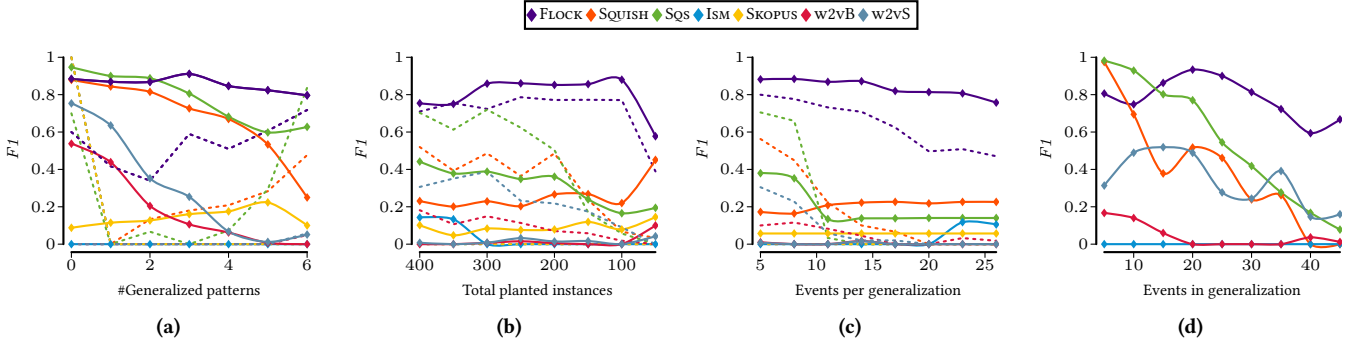 FLOCK SQUISH SQS ISM SKOPUS W2VB W2VS
1
0.8
0.6
0.4
0.2
0
F1
0 2 4 6
#Generalized patterns
(a)
1
0.8
0.6
0.4
0.2
0
F1
400 300 200 100
Total planted instances
(b)
1
0.8
0.6
0.4
0.2
0
F1
5 10 15 20 25
Events per generalization
(c)
1
0.8
0.6
0.4
0.2
0
F1
10 20 30 40
Events in generalization
(d)